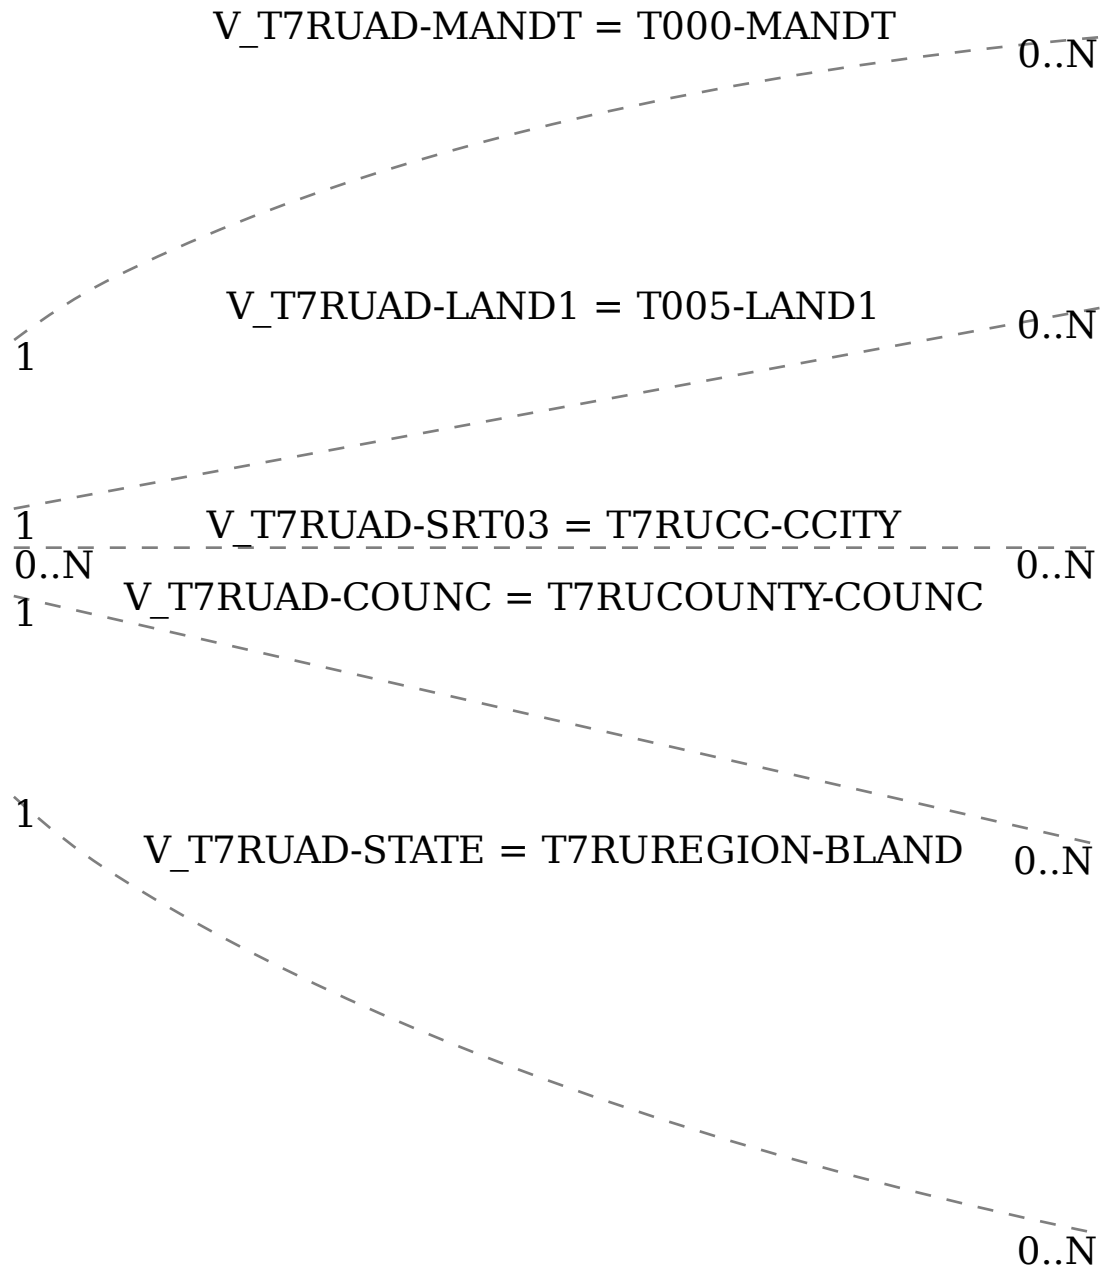 V_T7RUAD-MANDT = T000-MANDT
0..N
1
V_T7RUAD-LAND1 = T005-LAND1
0..N
1
V_T7RUAD-SRT03 = T7RUCC-CCITY
0..N
0..N
V_T7RUAD-COUNC = T7RUCOUNTY-COUNC
1
1
V_T7RUAD-STATE = T7RUREGION-BLAND
0..N
0..N